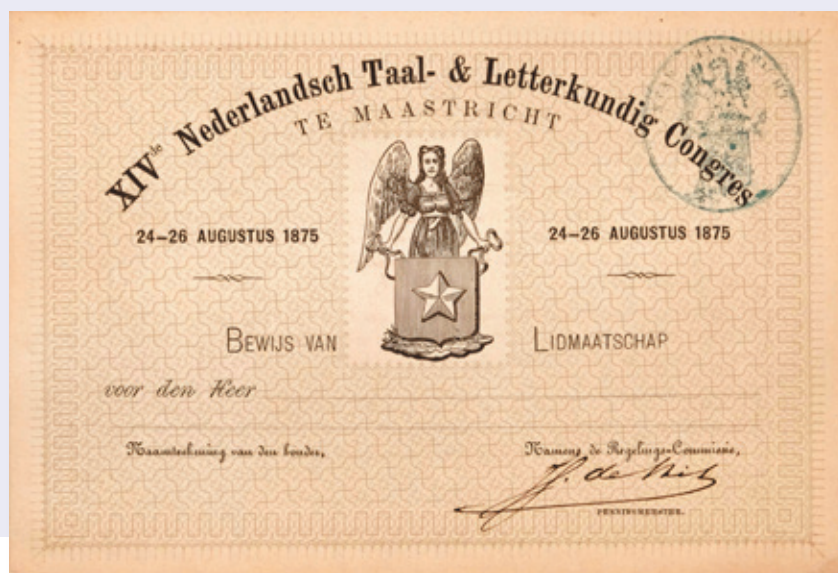 XIVde Nederlandsch Taal- & Letterkundig Congres
TE MAASTRICHT
24–26 AUGUSTUS 1875
24–26 AUGUSTUS 1875
BEWIJS VAN
LIDMAATSCHAP
voor den Heer
Naamteekening van den houder,
Namens de Regelings-Commissie,
PENNINGMEESTER.